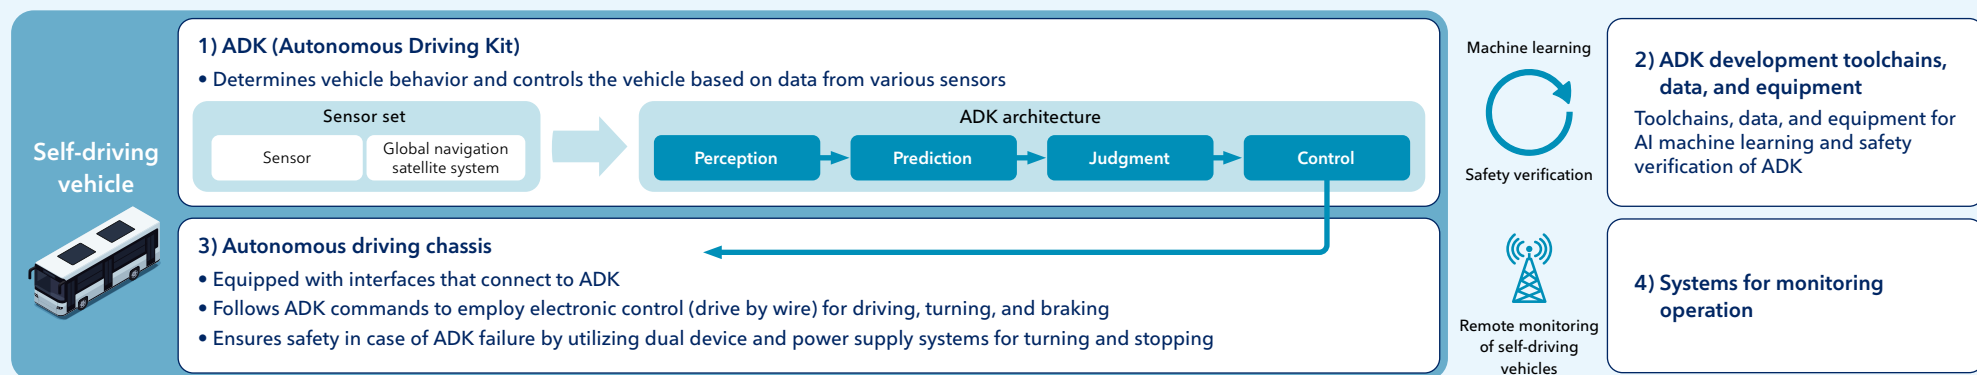 Self-driving
vehicle
1) ADK (Autonomous Driving Kit)
• Determines vehicle behavior and controls the vehicle based on data from various sensors
Sensor set
Sensor
Global navigation
satellite system
ADK architecture
Perception
Prediction
Judgment
Control
3) Autonomous driving chassis
• Equipped with interfaces that connect to ADK
• Follows ADK commands to employ electronic control (drive by wire) for driving, turning, and braking
• Ensures safety in case of ADK failure by utilizing dual device and power supply systems for turning and stopping
Machine learning
Safety verification
2) ADK development toolchains,
data, and equipment
Toolchains, data, and equipment for
AI machine learning and safety
verification of ADK
Remote monitoring
of self-driving
vehicles
4) Systems for monitoring
operation